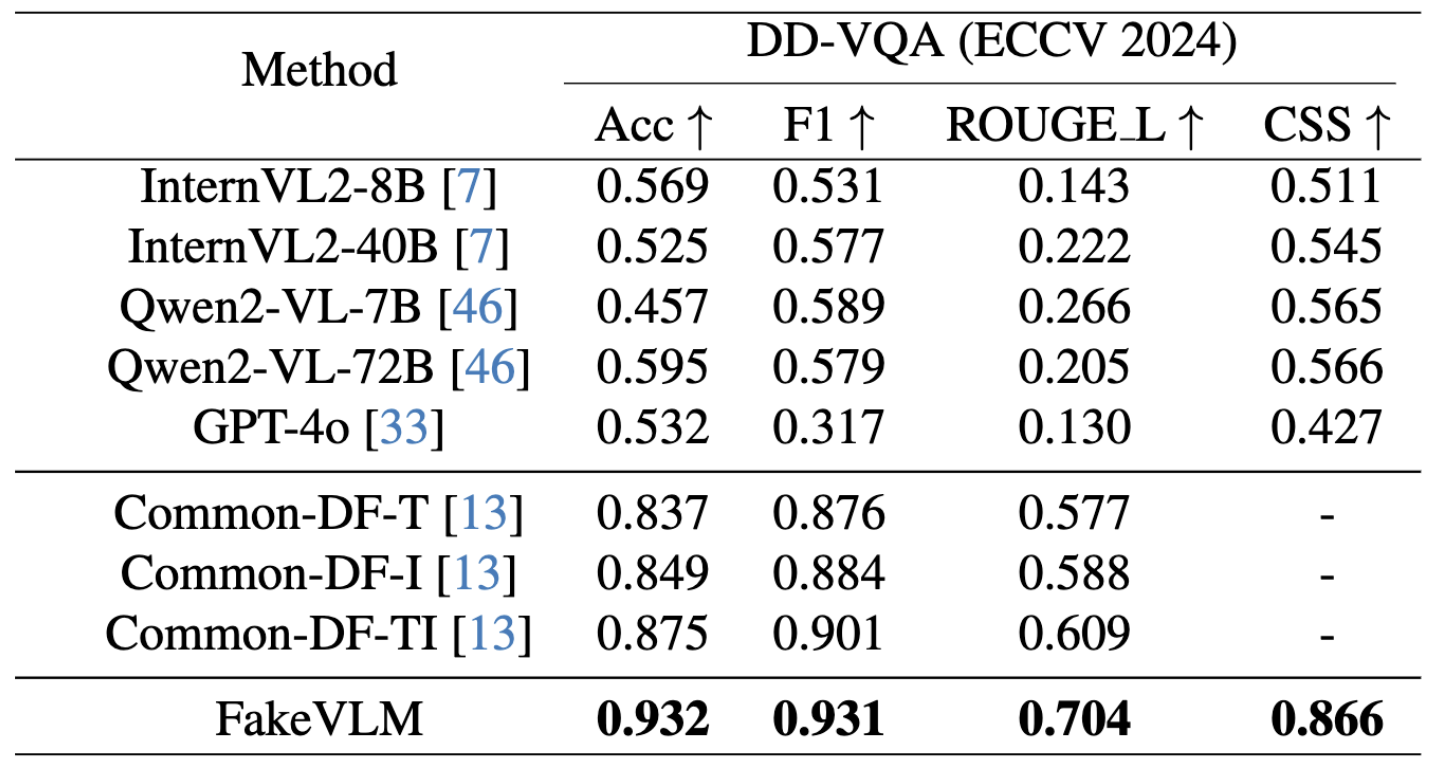 Method DD-VQA (ECCV 2024)
Acc ↑ F1 ↑ ROUGE_L ↑ CSS ↑
InternVL2-8B [7] 0.569 0.531 0.143 0.511
InternVL2-40B [7] 0.525 0.577 0.222 0.545
Qwen2-VL-7B [46] 0.457 0.589 0.266 0.565
Qwen2-VL-72B [46] 0.595 0.579 0.205 0.566
GPT-4o [33] 0.532 0.317 0.130 0.427
Common-DF-T [13] 0.837 0.876 0.577 -
Common-DF-I [13] 0.849 0.884 0.588 -
Common-DF-TI [13] 0.875 0.901 0.609 -
FakeVLM 0.932 0.931 0.704 0.866